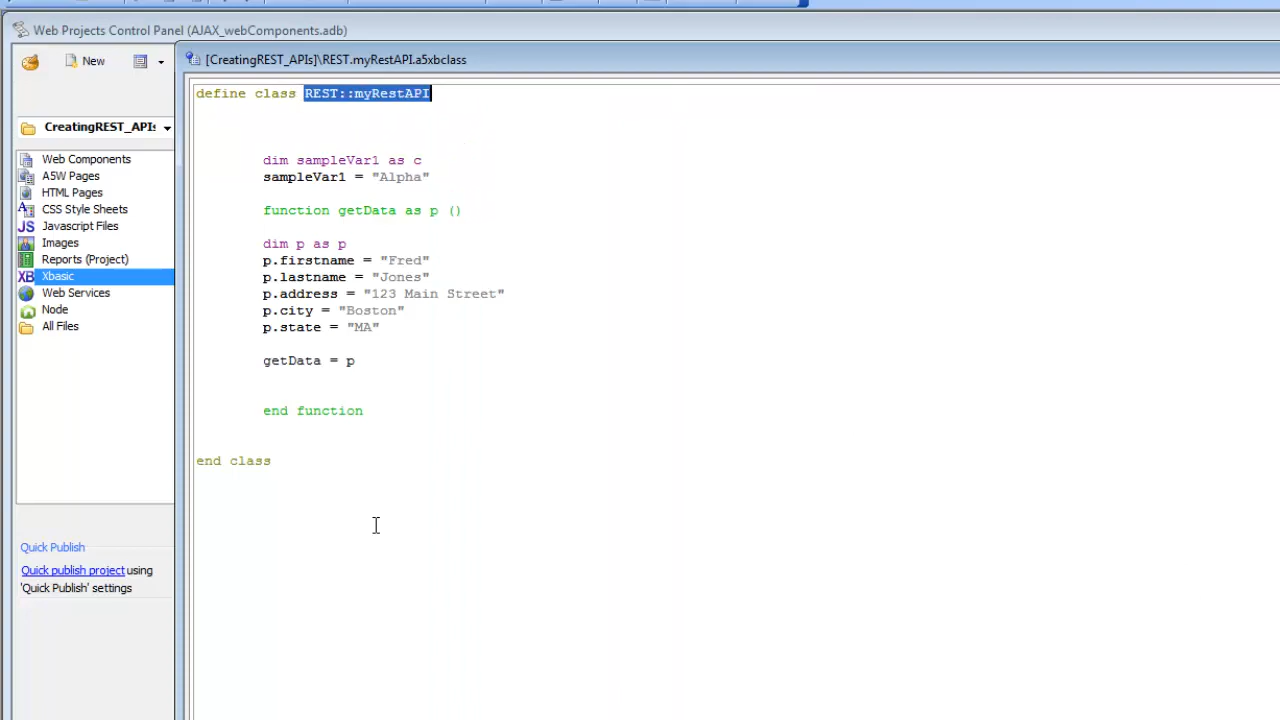 Web Projects Control Panel (AJAX_webComponents.adb)
New
[CreatingREST_APIs]\REST.myRestAPI.a5xbclass
CreatingREST_APIs
Web Components
A5W Pages
HTML Pages
CSS Style Sheets
JS Javascript Files
Images
Reports (Project)
XB Xbasic
Web Services
Node
All Files
Quick Publish
Quick publish project using
'Quick Publish' settings
define class REST::myRestAPI
dim sampleVar1 as c
sampleVar1 = "Alpha"
function getData as p ()
dim p as p
p.firstname = "Fred"
p.lastname = "Jones"
p.address = "123 Main Street"
p.city = "Boston"
p.state = "MA"
getData = p
end function
end class